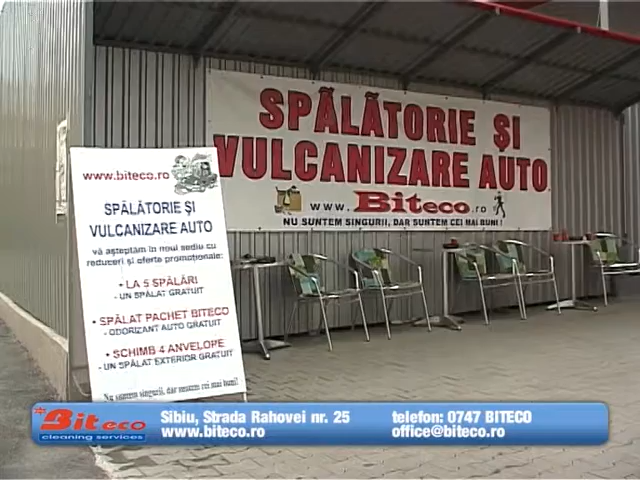 SPĂLĂTORIE ŞI
VULCANIZARE AUTO
www.Biteco.ro
NU SUNTEM SINGURII, DAR SUNTEM CEI MAI BUNI !
www.biteco.ro
SPĂLĂTORIE ŞI
VULCANIZARE AUTO
vă aşteptăm în noul sediu cu
reduceri şi oferte promoţionale:
• LA 5 SPĂLĂRI
- UN SPĂLAT GRATUIT
• SPĂLAT PACHET BITECO
- ODORIZANT AUTO GRATUIT
• SCHIMB 4 ANVELOPE
- UN SPĂLAT EXTERIOR GRATUIT
Nu suntem singurii, dar suntem cei mai buni!
Biteco
cleaning services
Sibiu, Strada Rahovei nr. 25
www.biteco.ro
telefon: 0747 BITECO
office@biteco.ro